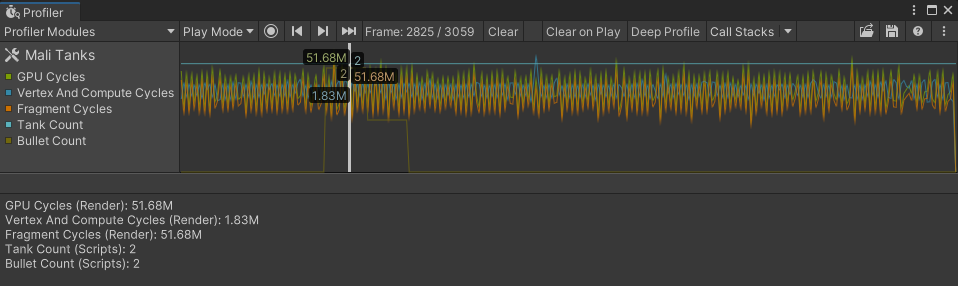 Profiler
Profiler Modules Play Mode Frame: 2825 / 3059 Clear Clear on Play Deep Profile Call Stacks
Mali Tanks
GPU Cycles
Vertex And Compute Cycles
Fragment Cycles
Tank Count
Bullet Count
51.68M 2
2 51.68M
1.83M
GPU Cycles (Render): 51.68M
Vertex And Compute Cycles (Render): 1.83M
Fragment Cycles (Render): 51.68M
Tank Count (Scripts): 2
Bullet Count (Scripts): 2